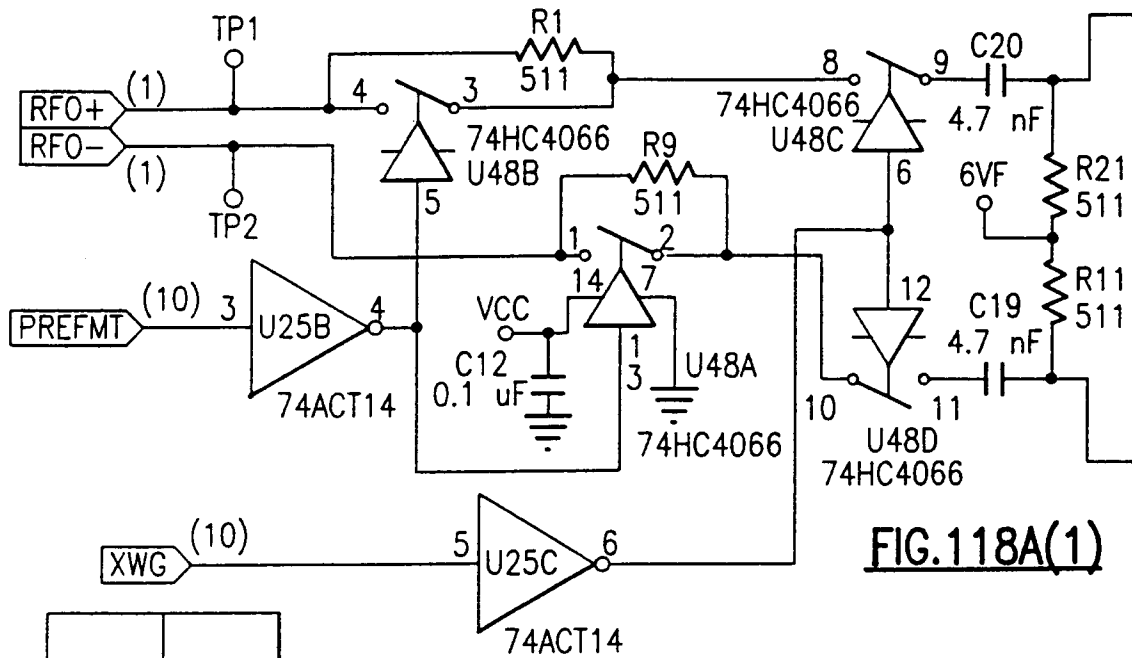 TP1
R1
511
C20
(1)
RFO+
RFO-
(1)
4
3
8
9
74HC4066
U48B
74HC4066
U48C
4.7 nF
R9
511
5
6
6VF
R21
511
TP2
1
2
PREFMT
(10)
3
U25B
4
74ACT14
VCC
14
7
C12
0.1 uF
1
3
U48A
74HC4066
12
C19
4.7 nF
R11
511
10
11
U48D
74HC4066
XWG
(10)
5
U25C
6
74ACT14
FIG.118A(1)